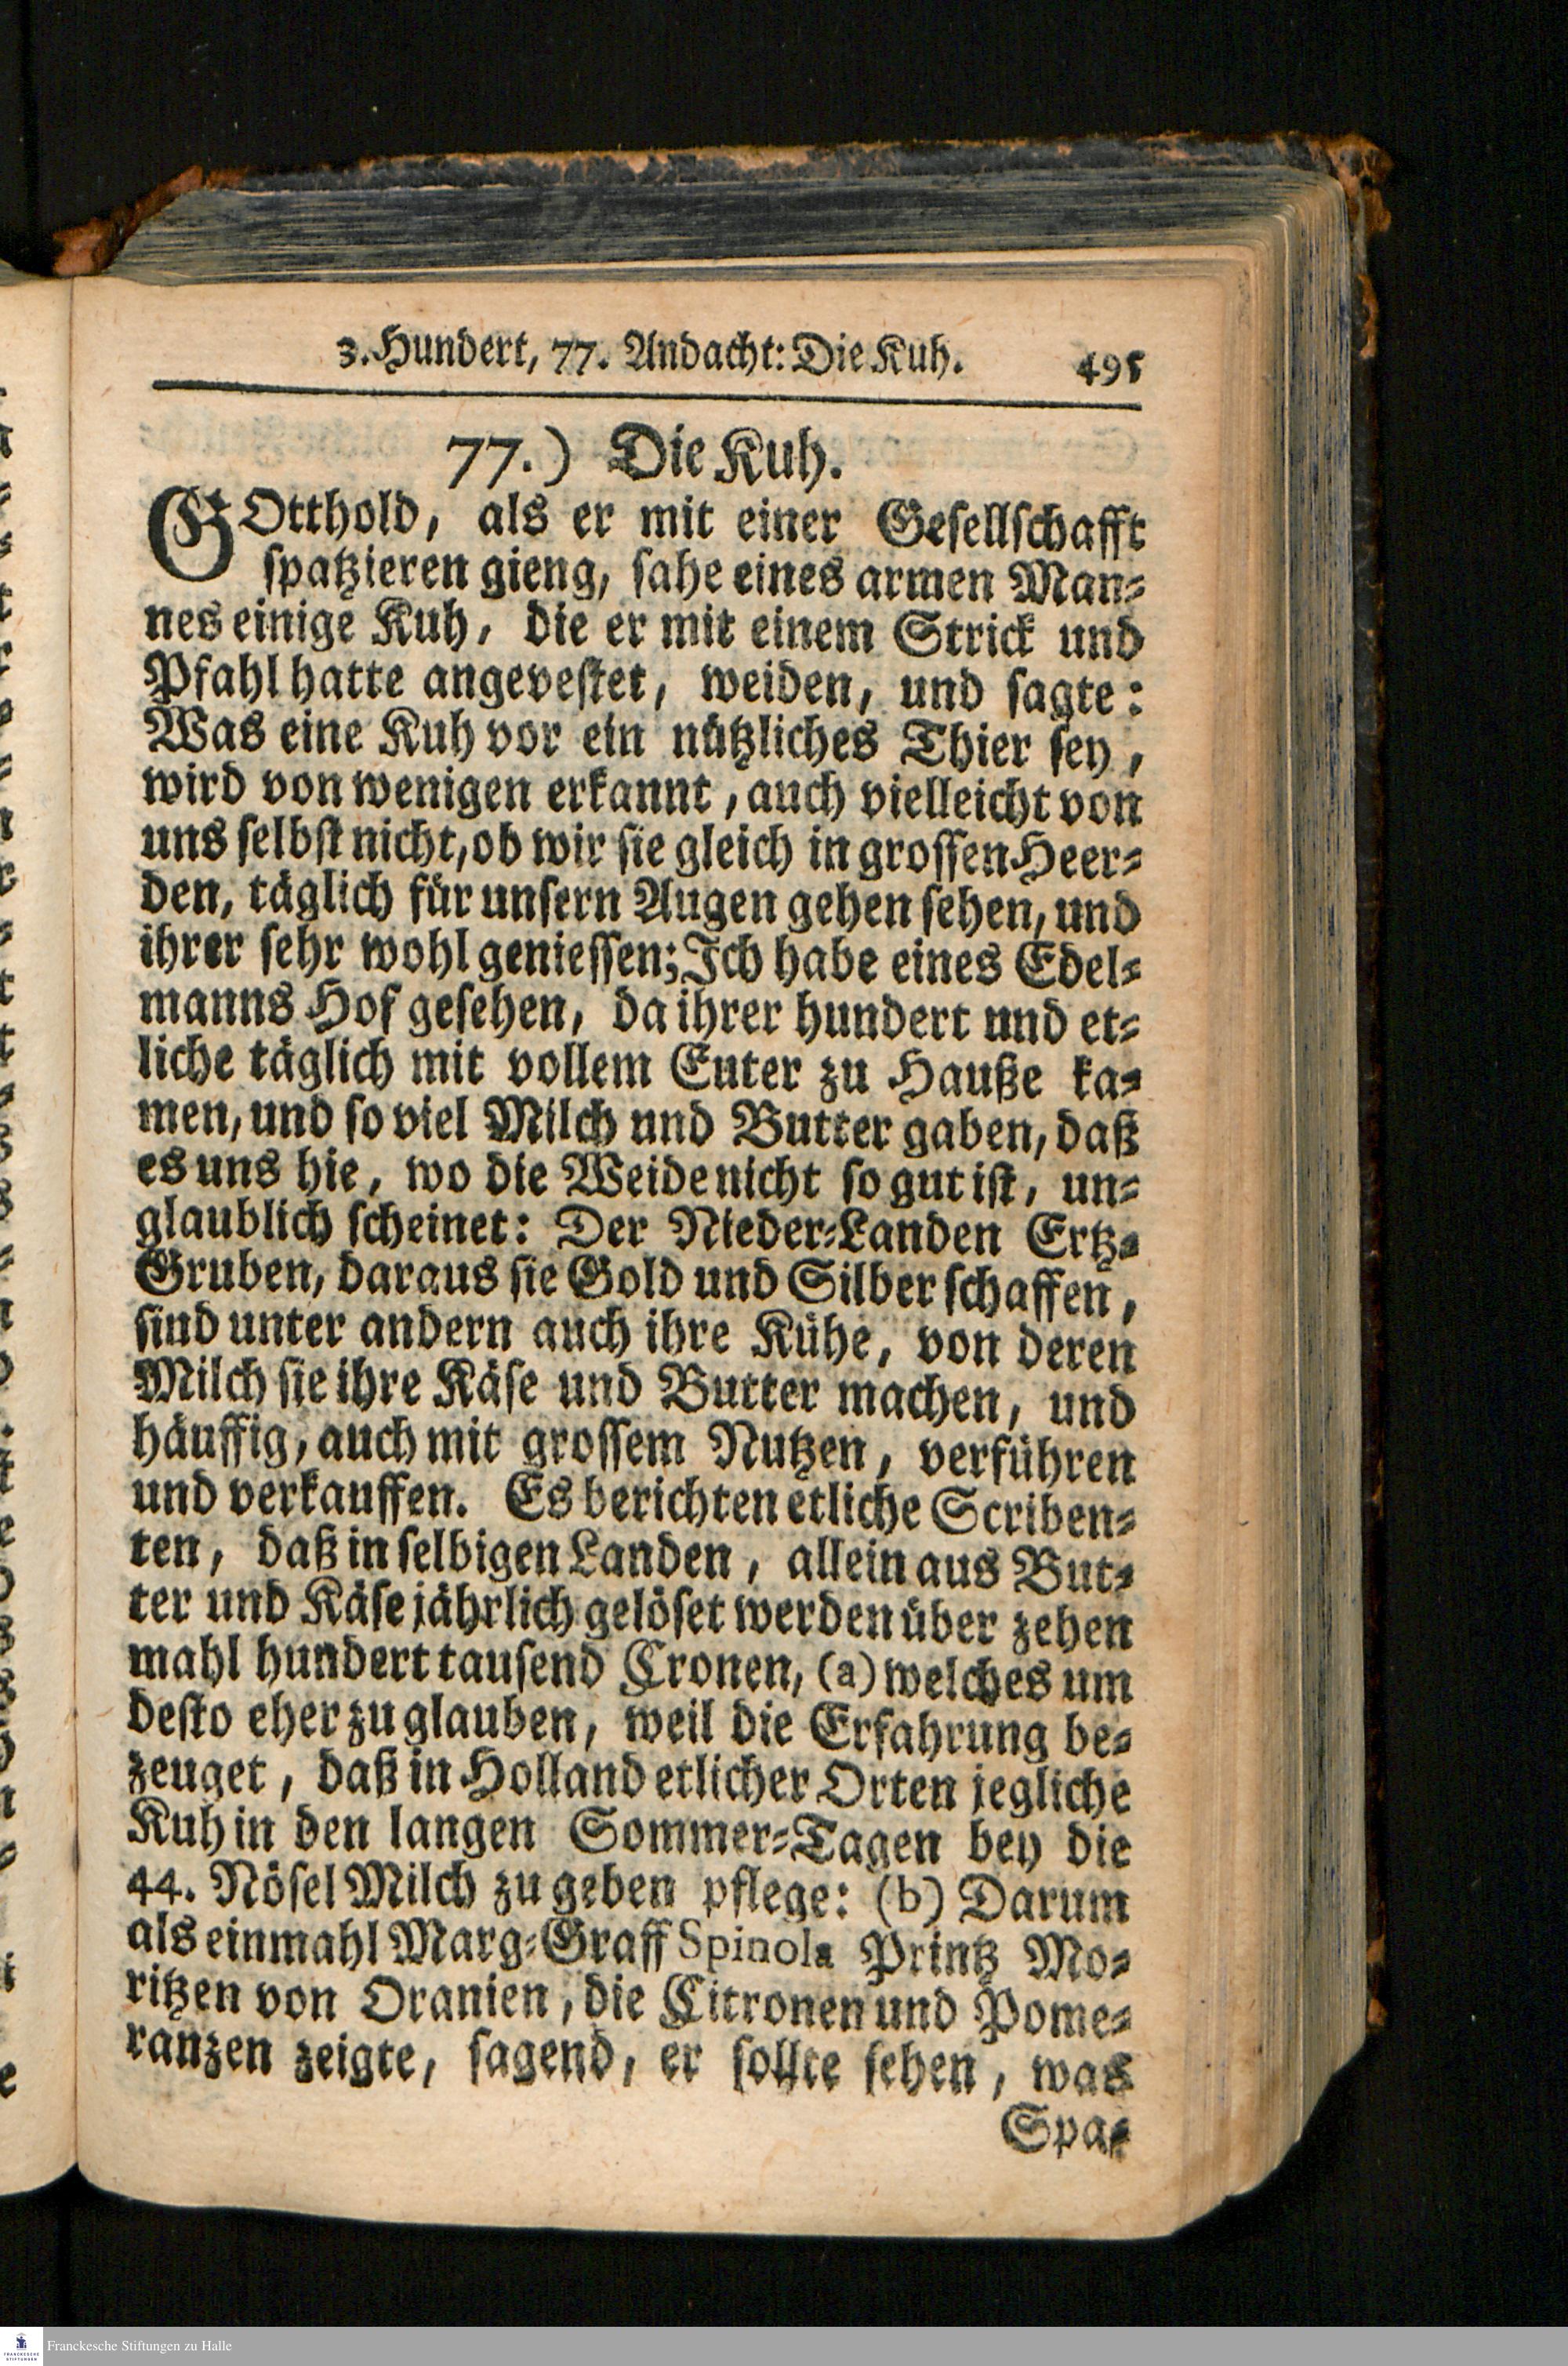 3. Hundert, 77. Andacht: Die Kuh. 495
77.) Die Kuh.
GOtthold, als er mit einer Gesellschafft
spatzieren gieng, sahe eines armen Man-
nes einige Kuh, die er mit einem Strick und
Pfahl hatte angevestet, weiden, und sagte:
Was eine Kuh vor ein nützliches Thier sey,
wird von wenigen erkannt, auch vielleicht von
uns selbst nicht, ob wir sie gleich in grossen Heer-
den, täglich für unsern Augen gehen sehen, und
ihrer sehr wohl geniessen; Ich habe eines Edel-
manns Hof gesehen, da ihrer hundert und et-
liche täglich mit vollem Euter zu Hauße ka-
men, und so viel Milch und Butter gaben, daß
es uns hie, wo die Weide nicht so gut ist, un-
glaublich scheinet: Der Nieder-Landen Ertz-
Gruben, daraus sie Gold und Silber schaffen,
sind unter andern auch ihre Kühe, von deren
Milch sie ihre Käse und Butter machen, und
häuffig, auch mit grossem Nutzen, verführen
und verkauffen. Es berichten etliche Scriben-
ten, daß in selbigen Landen, allein aus But-
ter und Käse jährlich gelöset werden über zehen
mahl hundert tausend Cronen, (a) welches um
desto eher zu glauben, weil die Erfahrung be-
zeuget, daß in Holland etlicher Orten jegliche
Kuh in den langen Sommer-Tagen bey die
44. Nösel Milch zu geben pflege: (b) Darum
als einmahl Marg-Graff Spinola Printz Mo-
ritzen von Oranien, die Citronen und Pome-
ranzen zeigte, sagend, er sollte sehen, was
Spa-
Franckesche Stiftungen zu Halle